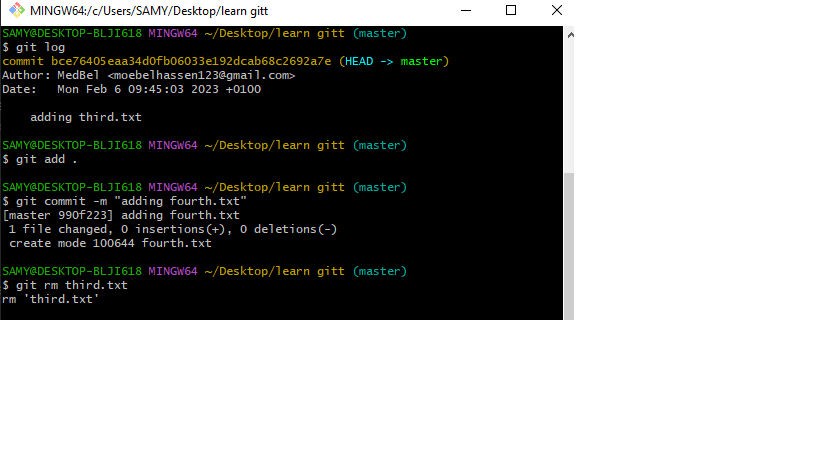 MINGW64:/c/Users/SAMY/Desktop/learn gitt
SAMY@DESKTOP-BLJI618 MINGW64 ~/Desktop/learn gitt (master)
$ git log
commit bce76405eaa34d0fb06033e192dcab68c2692a7e (HEAD -> master)
Author: MedBel <moebelhassen123@gmail.com>
Date:   Mon Feb 6 09:45:03 2023 +0100
    adding third.txt
SAMY@DESKTOP-BLJI618 MINGW64 ~/Desktop/learn gitt (master)
$ git add .
SAMY@DESKTOP-BLJI618 MINGW64 ~/Desktop/learn gitt (master)
$ git commit -m "adding fourth.txt"
[master 990f223] adding fourth.txt
 1 file changed, 0 insertions(+), 0 deletions(-)
 create mode 100644 fourth.txt
SAMY@DESKTOP-BLJI618 MINGW64 ~/Desktop/learn gitt (master)
$ git rm third.txt
rm 'third.txt'